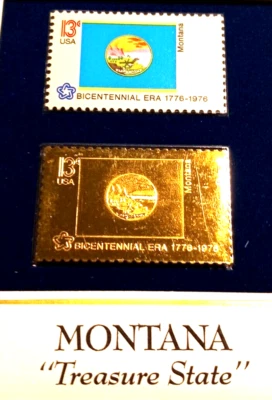 13¢
USA
Montana
BICENTENNIAL ERA 1776-1976
13¢
USA
Montana
BICENTENNIAL ERA 1776-1976
MONTANA
"Treasure State"